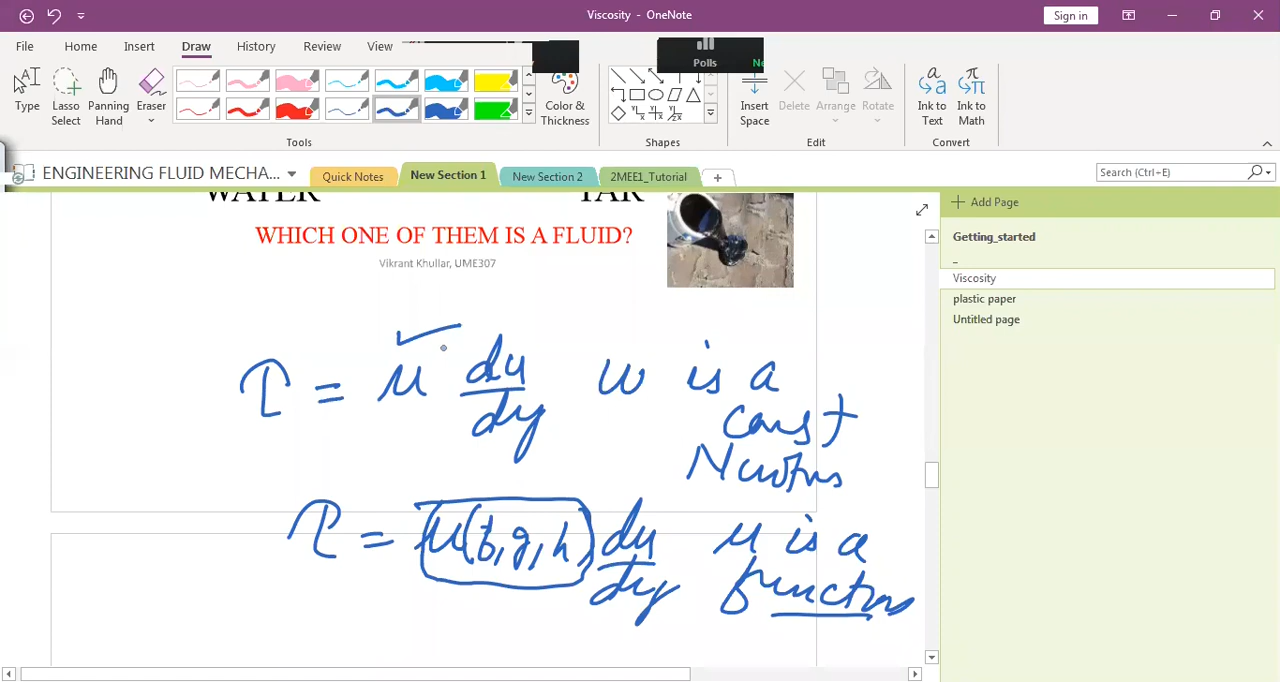 Viscosity - OneNote
Sign in
File Home Insert Draw History Review View
Polls
Type
Lasso Select
Panning Hand
Eraser
Color & Thickness
Insert Space
Delete
Arrange
Rotate
Ink to Text
Ink to Math
Tools
Shapes
Edit
Convert
ENGINEERING FLUID MECHA...
Quick Notes
New Section 1
New Section 2
2MEE1_Tutorial
Search (Ctrl+E)
Add Page
WATER TAR
WHICH ONE OF THEM IS A FLUID?
Vikrant Khullar, UME307
Getting_started
_
Viscosity
plastic paper
Untitled page
τ = μ du/dy μ is a
const
τ = μ( , , ) du/dy μ is a
function